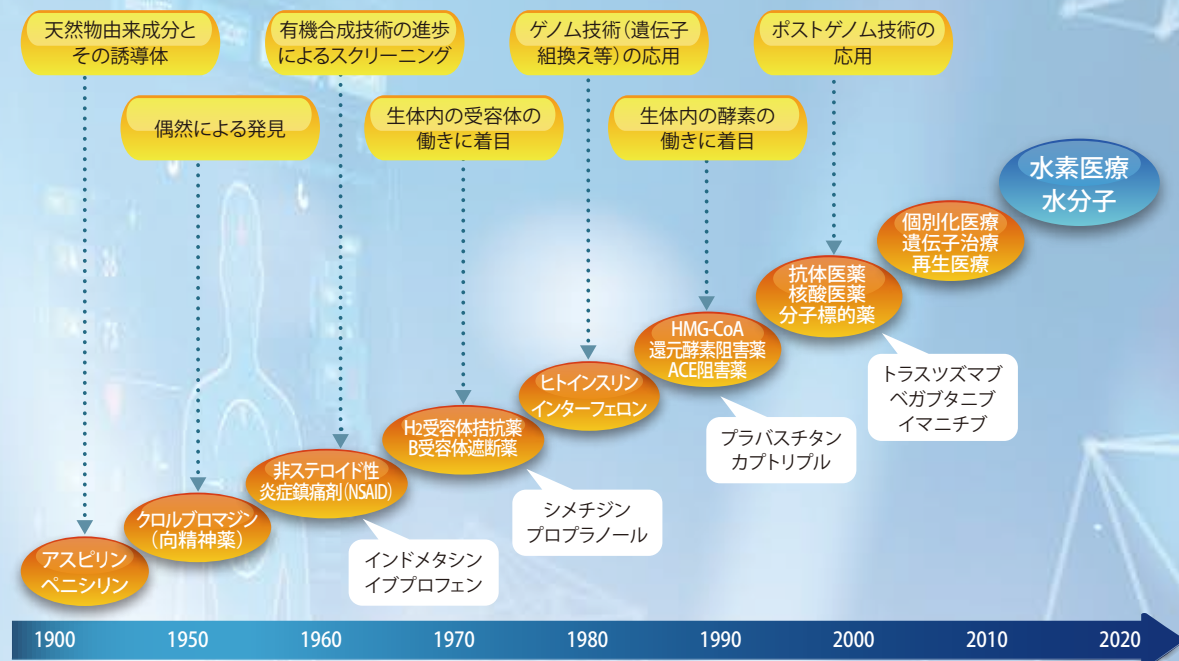 天然物由来成分と
その誘導体
有機合成技術の進歩
によるスクリーニング
ゲノム技術(遺伝子
組換え等)の応用
ポストゲノム技術の
応用
偶然による発見
生体内の受容体の
働きに着目
生体内の酵素の
働きに着目
水素医療
水分子
個別化医療
遺伝子治療
再生医療
抗体医薬
核酸医薬
分子標的薬
HMG-CoA
還元酵素阻害薬
ACE阻害薬
ヒトインスリン
インターフェロン
H2受容体拮抗薬
B受容体遮断薬
非ステロイド性
炎症鎮痛剤(NSAID)
クロルブロマジン
(向精神薬)
アスピリン
ペニシリン
トラスツズマブ
ベガブタニブ
イマニチブ
プラバスチタン
カプトリプル
シメチジン
プロプラノール
インドメタシン
イブプロフェン
1900 1950 1960 1970 1980 1990 2000 2010 2020